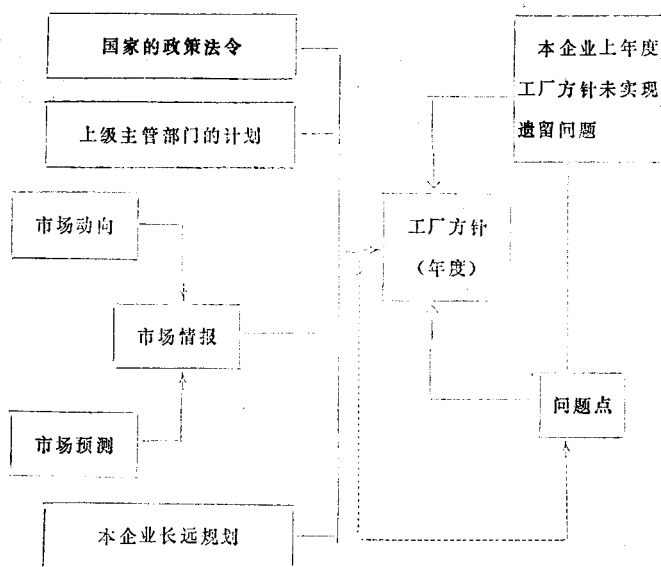 国家的政策法令
上级主管部门的计划
市场动向
市场情报
市场预测
本企业长远规划
本企业上年度
工厂方针未实现
遗留问题
工厂方针
（年度）
问题点